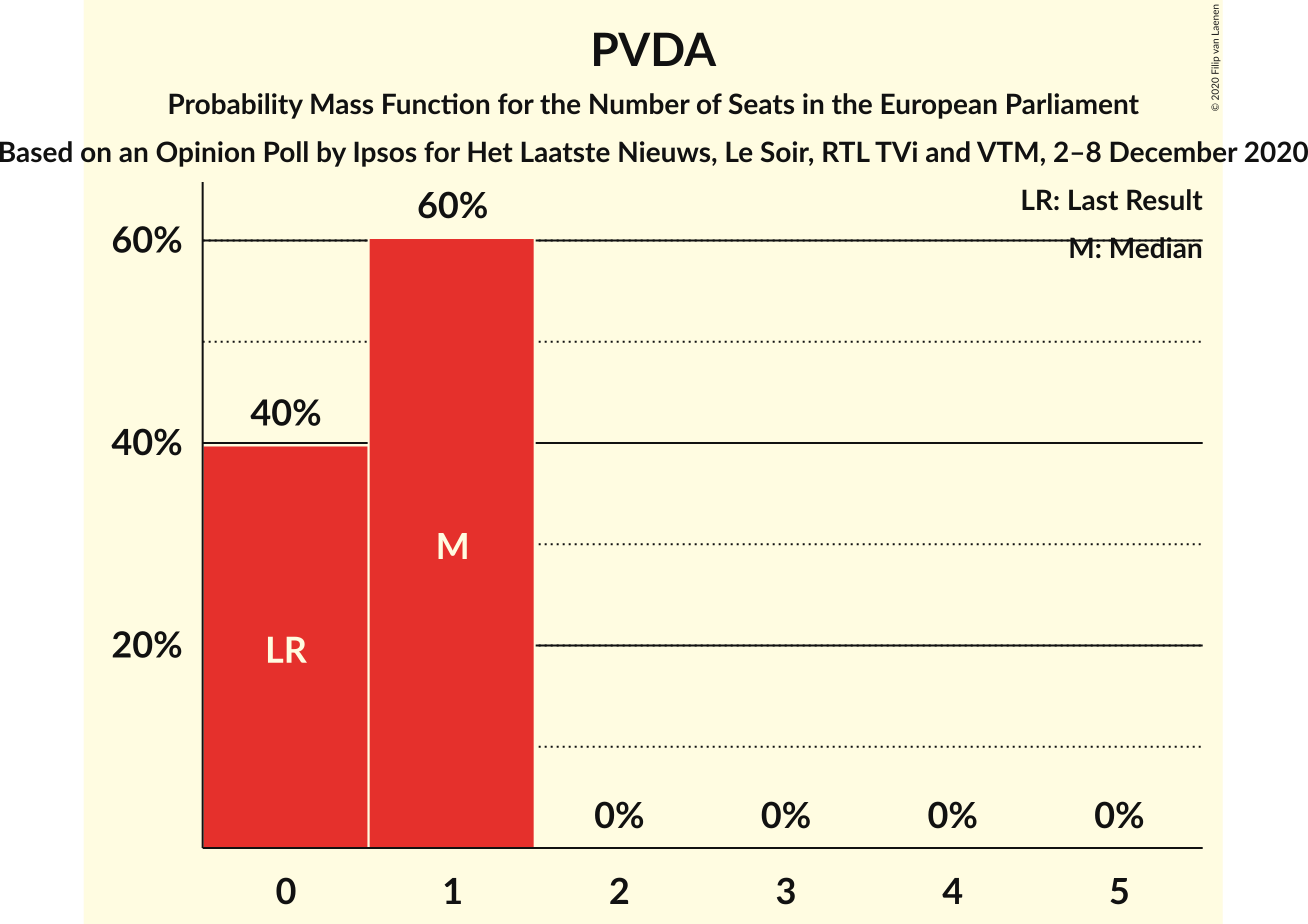 PVDA
Probability Mass Function for the Number of Seats in the European Parliament
Based on an Opinion Poll by Ipsos for Het Laatste Nieuws, Le Soir, RTL TVi and VTM, 2–8 December 2020
© 2020 Filip van Laenen
LR: Last Result
M: Median
60%
40%
20%
40%
60%
0%
0%
0%
0%
LR
M
0
1
2
3
4
5